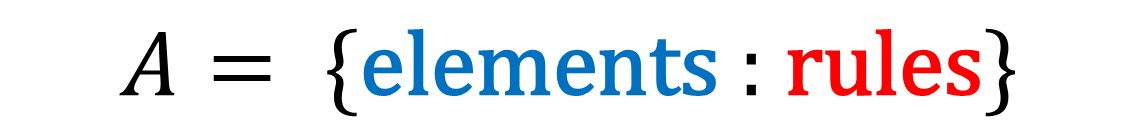 A = {elements : rules}